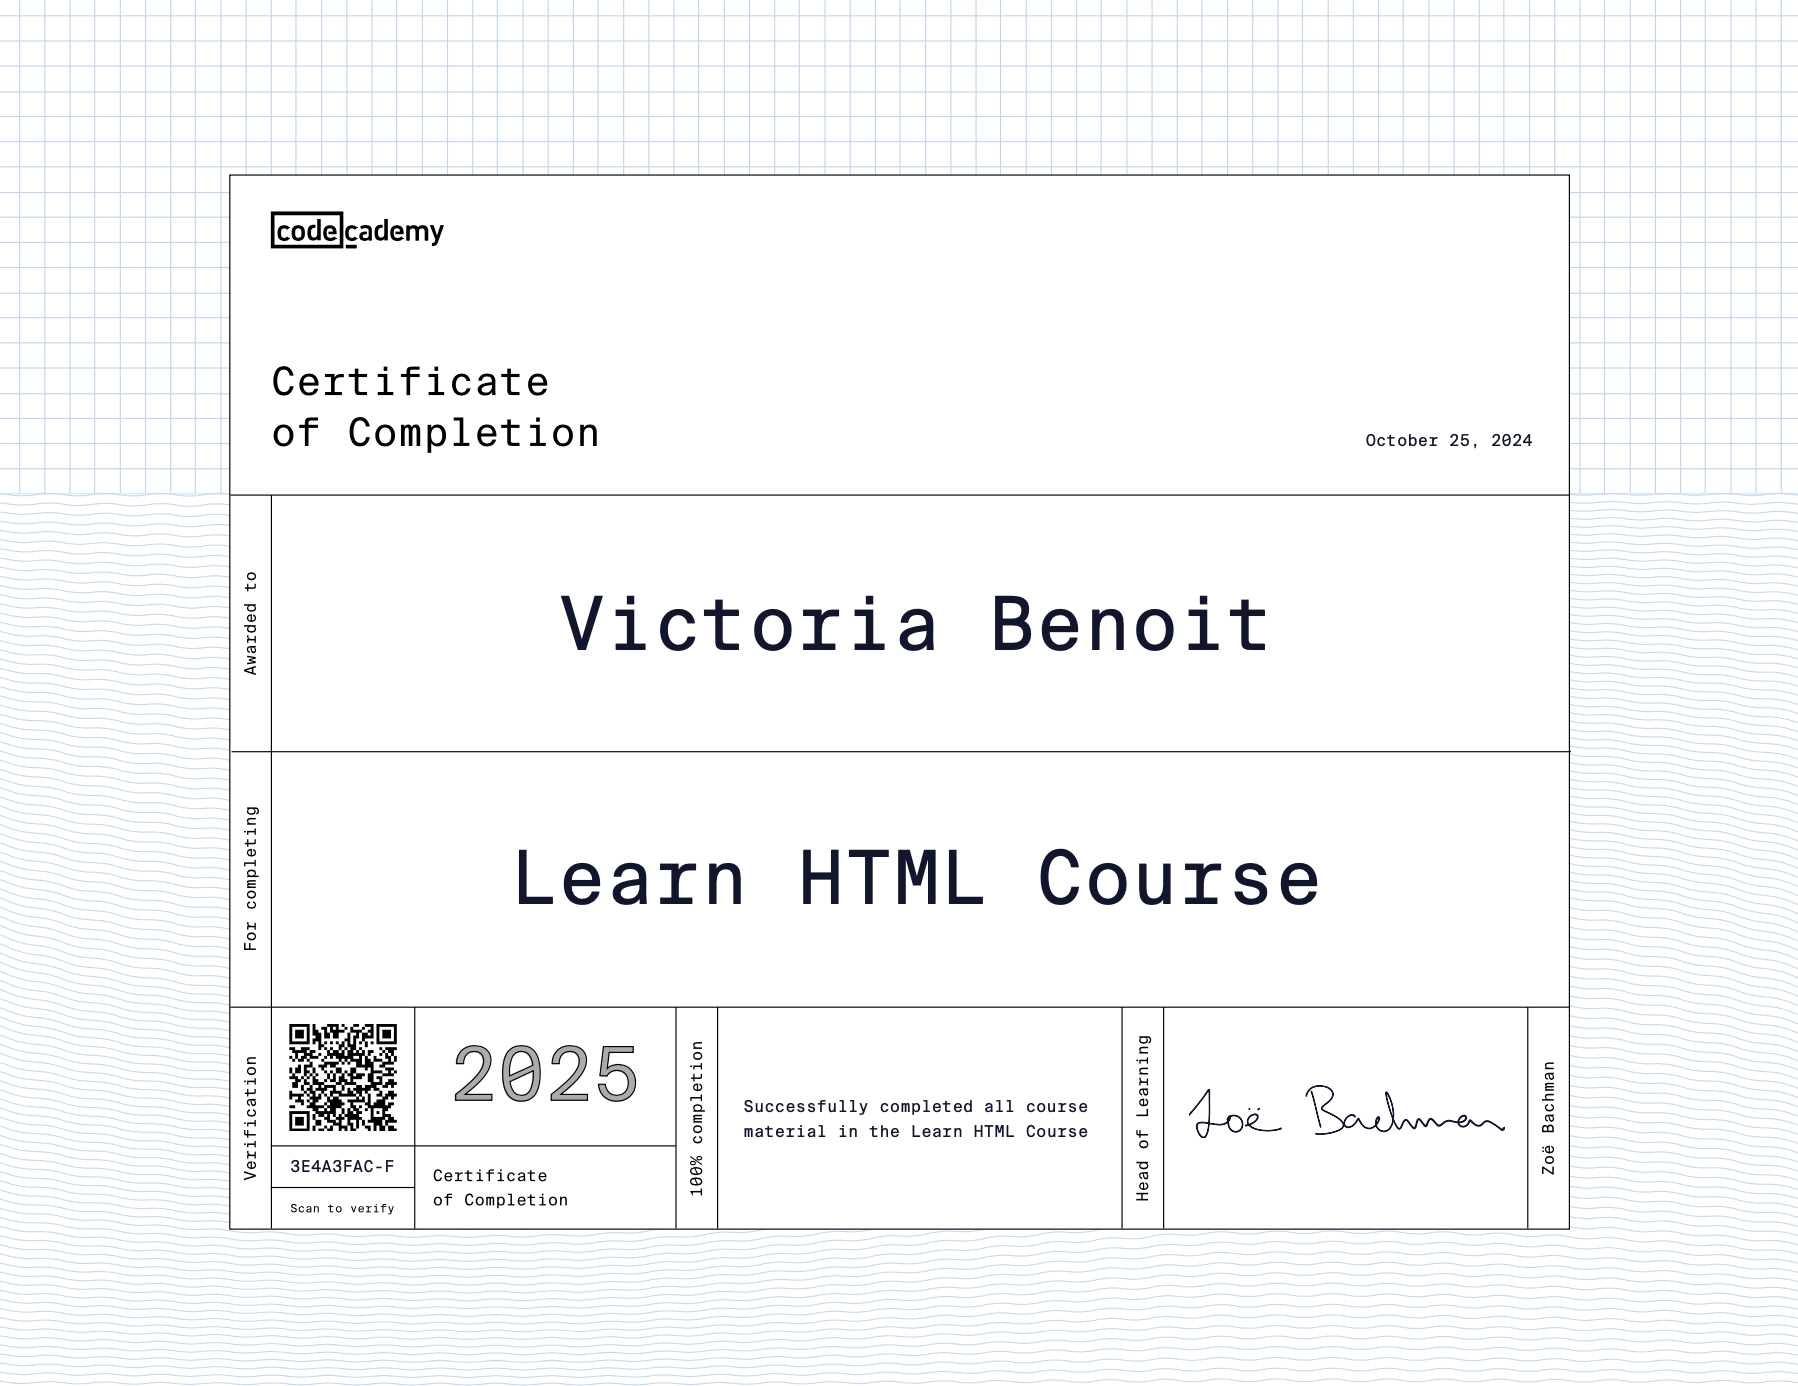 codecademy
Certificate
of Completion
October 25, 2024
Awarded to
Victoria Benoit
For completing
Learn HTML Course
Verification
3E4A3FAC-F
Scan to verify
2025
Certificate
of Completion
100% completion
Successfully completed all course
material in the Learn HTML Course
Head of Learning
Zoë Bachman
Zoë Bachman